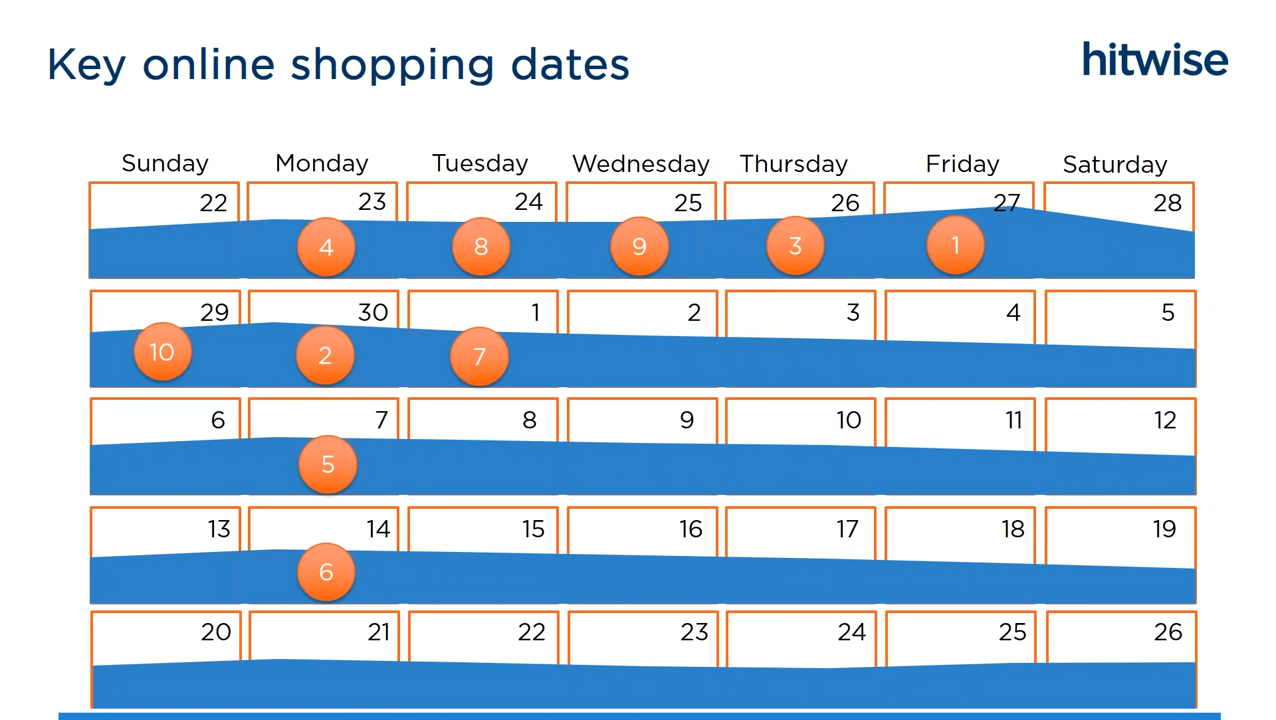 Key online shopping dates
hitwise
Sunday Monday Tuesday Wednesday Thursday Friday Saturday
22 23 24 25 26 27 28
4 8 9 3 1
29 30 1 2 3 4 5
10 2 7
6 7 8 9 10 11 12
5
13 14 15 16 17 18 19
6
20 21 22 23 24 25 26